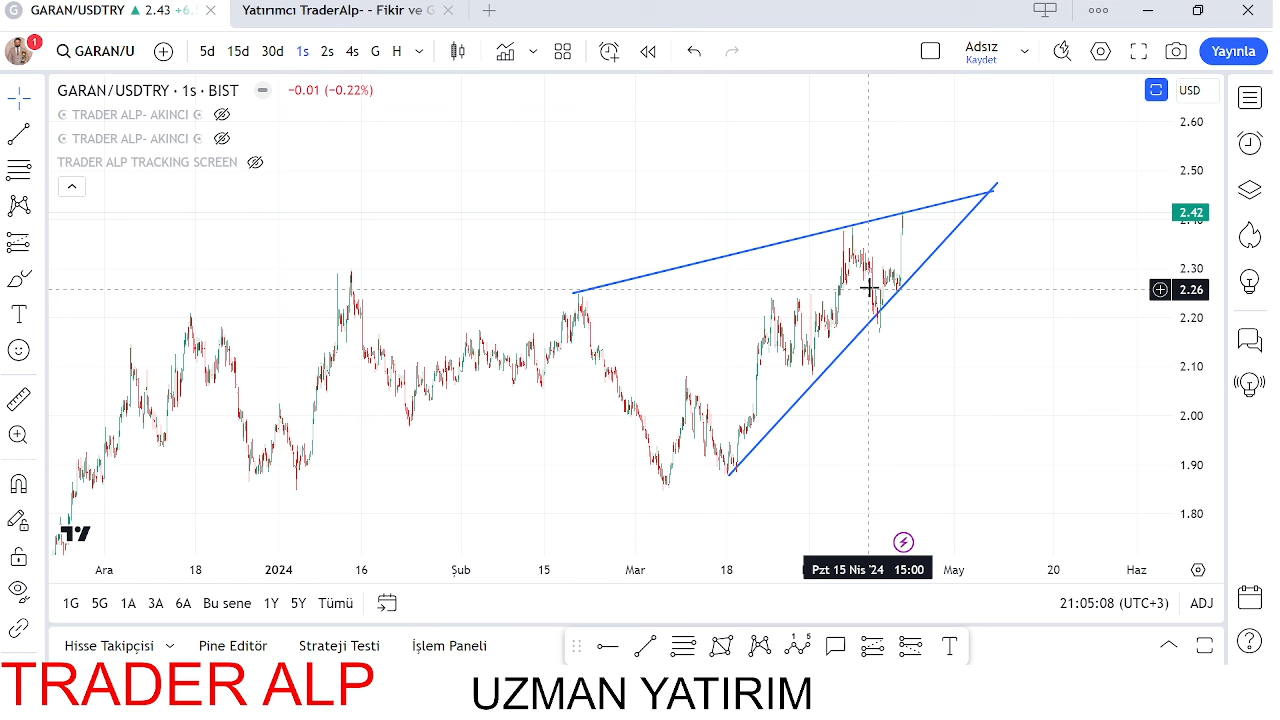 GARAN/USDTRY ▲ 2.43 +6.
Yatırımcı TraderAlp- - Fikir ve G
1
GARAN/U
5d 15d 30d 1s 2s 4s G H
Adsız
Kaydet
Yayınla
GARAN/USDTRY · 1s · BIST
−0.01 (−0.22%)
USD
TRADER ALP- AKINCI
TRADER ALP- AKINCI
TRADER ALP TRACKING SCREEN
2.60
2.50
2.42
2.30
2.26
2.20
2.10
2.00
1.90
1.80
Ara 18 2024 16 Şub 15 Mar 18 Pzt 15 Nis '24 15:00 May 20 Haz
1G 5G 1A 3A 6A Bu sene 1Y 5Y Tümü
21:05:08 (UTC+3) ADJ
Hisse Takipçisi Pine Editör Strateji Testi İşlem Paneli
1 5
T
TRADER ALP
UZMAN YATIRIM